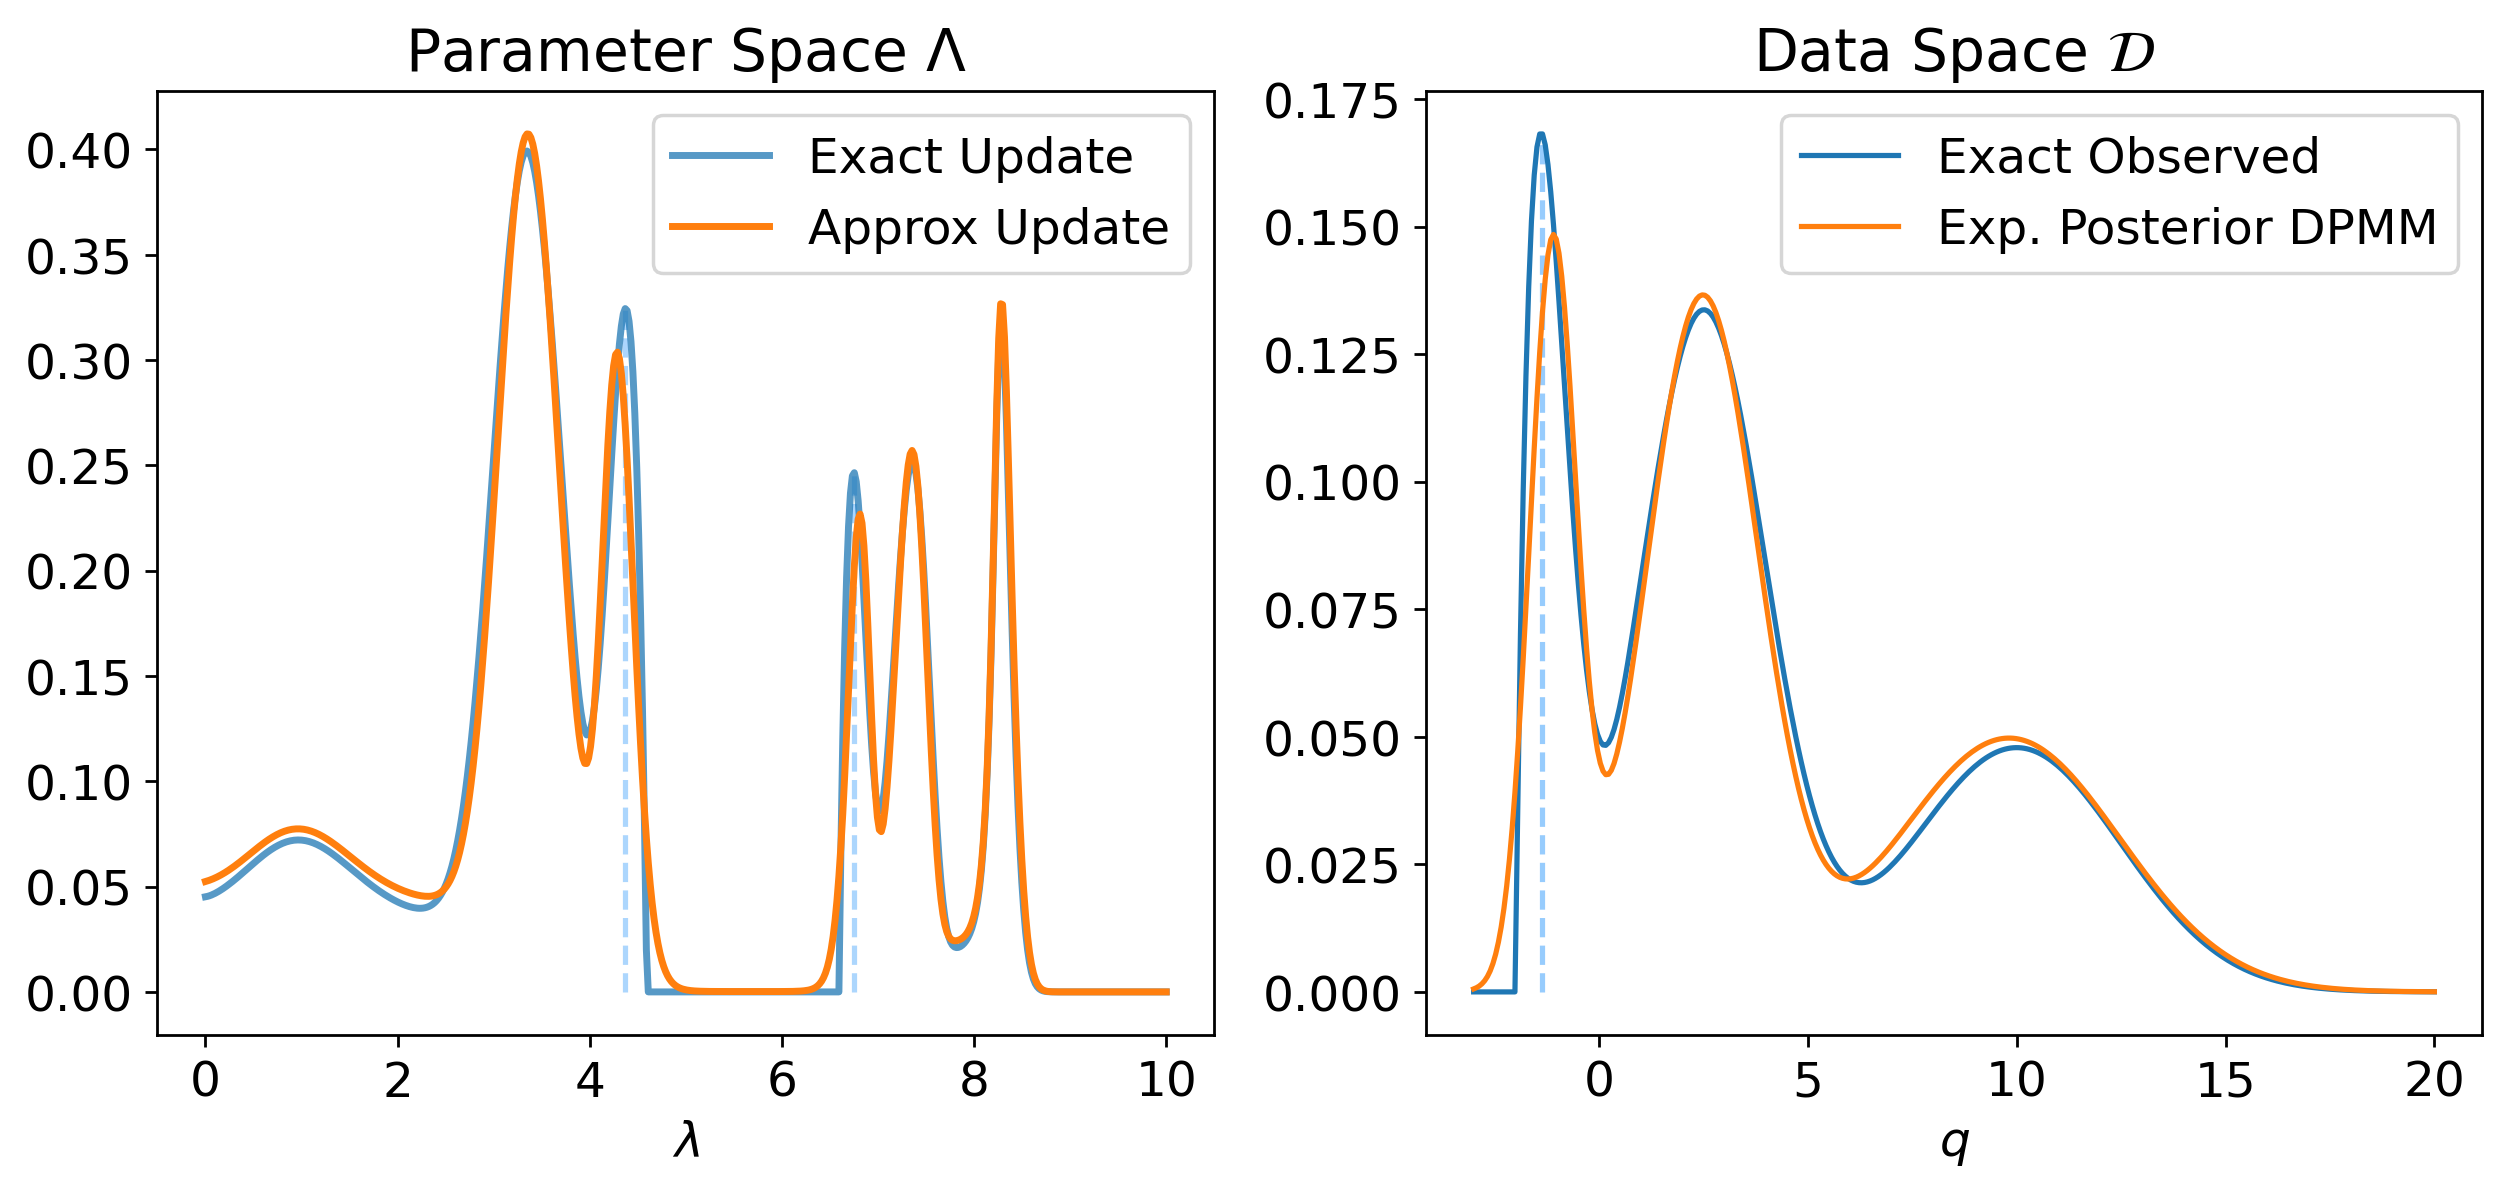 Parameter Space Λ
0.40
0.35
0.30
0.25
0.20
0.15
0.10
0.05
0.00
0 2 4 6 8 10
λ
Exact Update
Approx Update
Data Space 𝒟
0.175
0.150
0.125
0.100
0.075
0.050
0.025
0.000
0 5 10 15 20
q
Exact Observed
Exp. Posterior DPMM